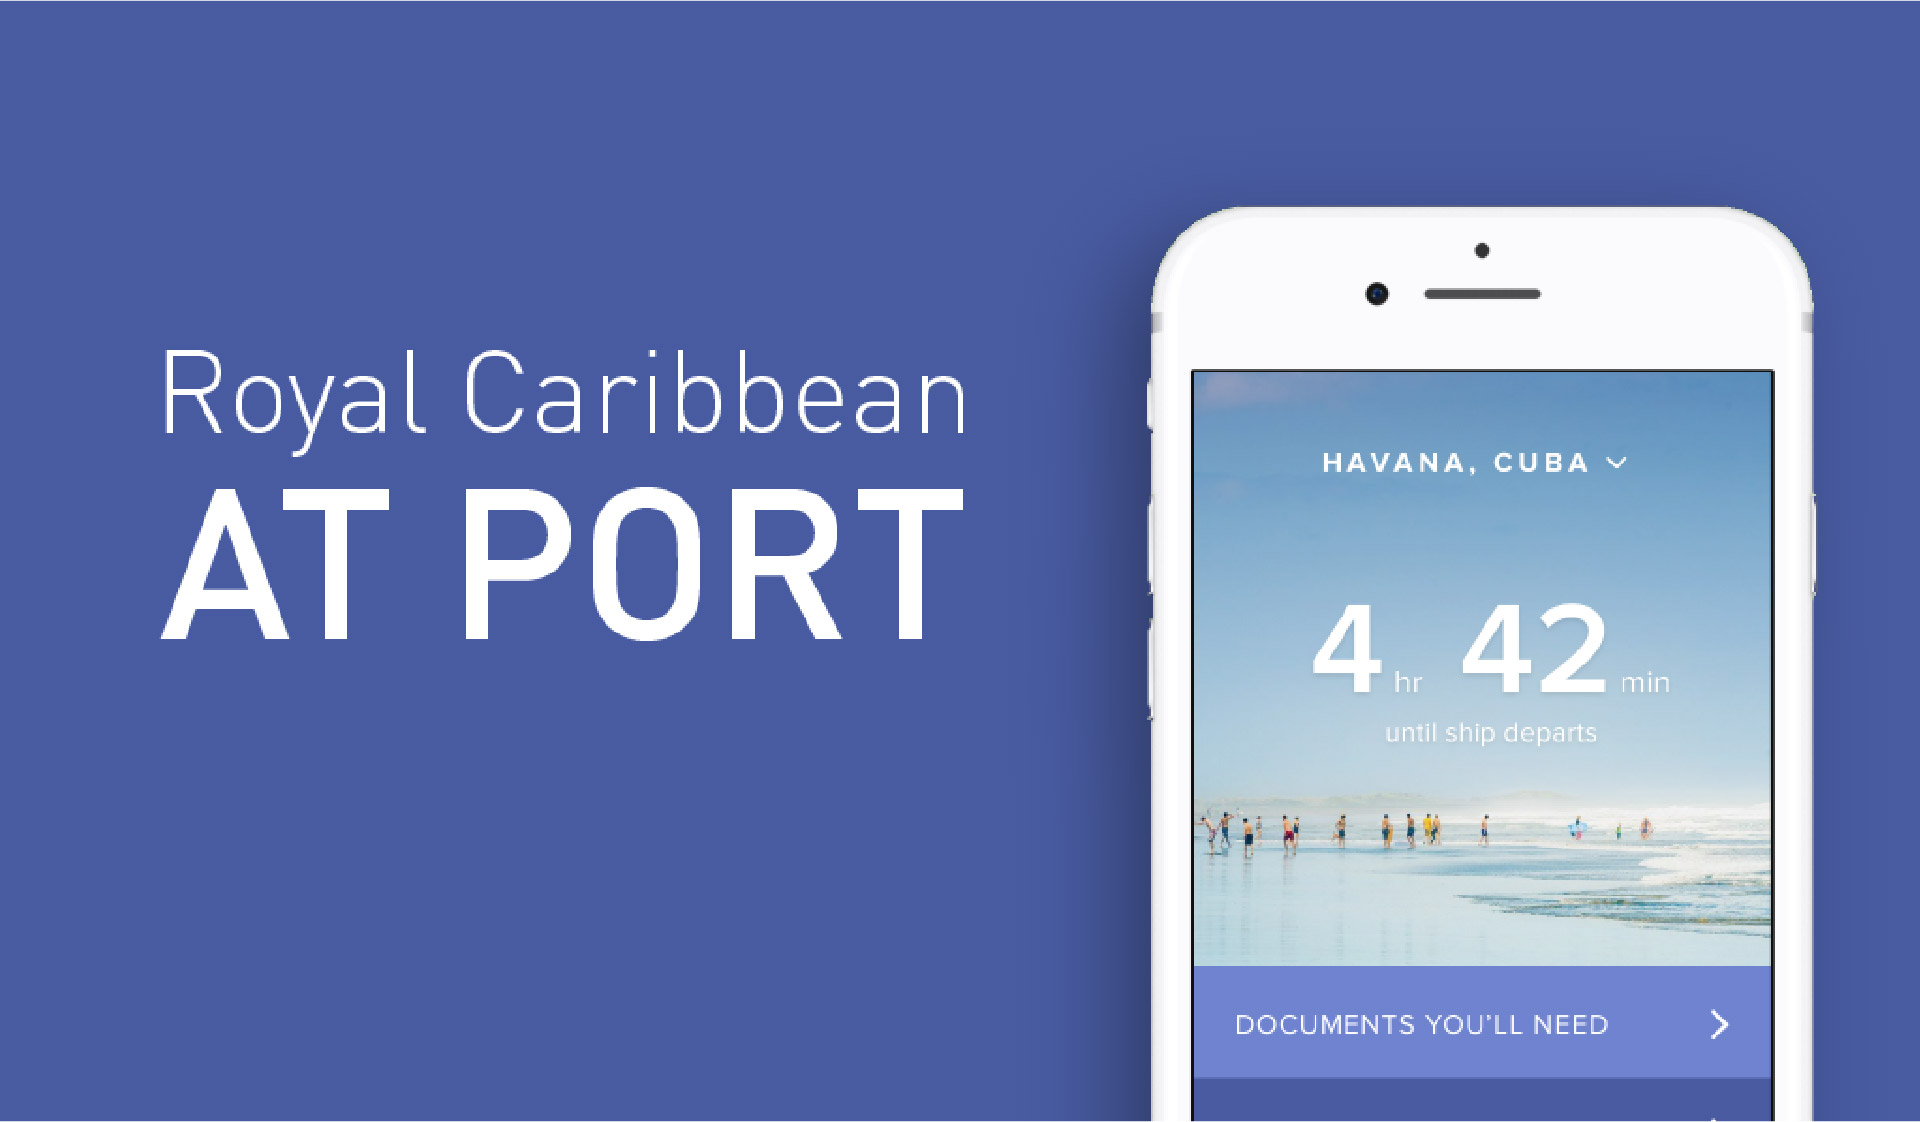 Royal Caribbean
AT PORT
HAVANA, CUBA
4 hr 42 min
until ship departs
DOCUMENTS YOU'LL NEED